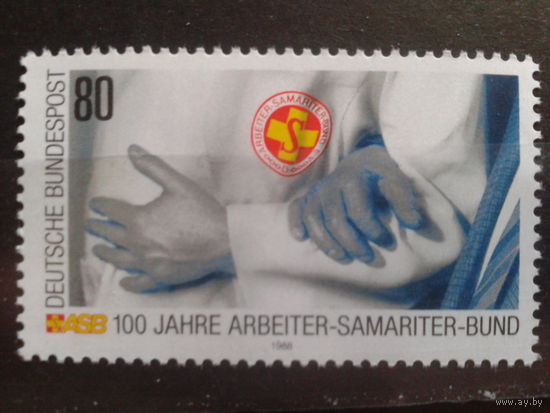 80
DEUTSCHE BUNDESPOST
ARBEITER-SAMARITER-BUND
S
ASB 100 JAHRE ARBEITER-SAMARITER-BUND
1988
www.ay.by